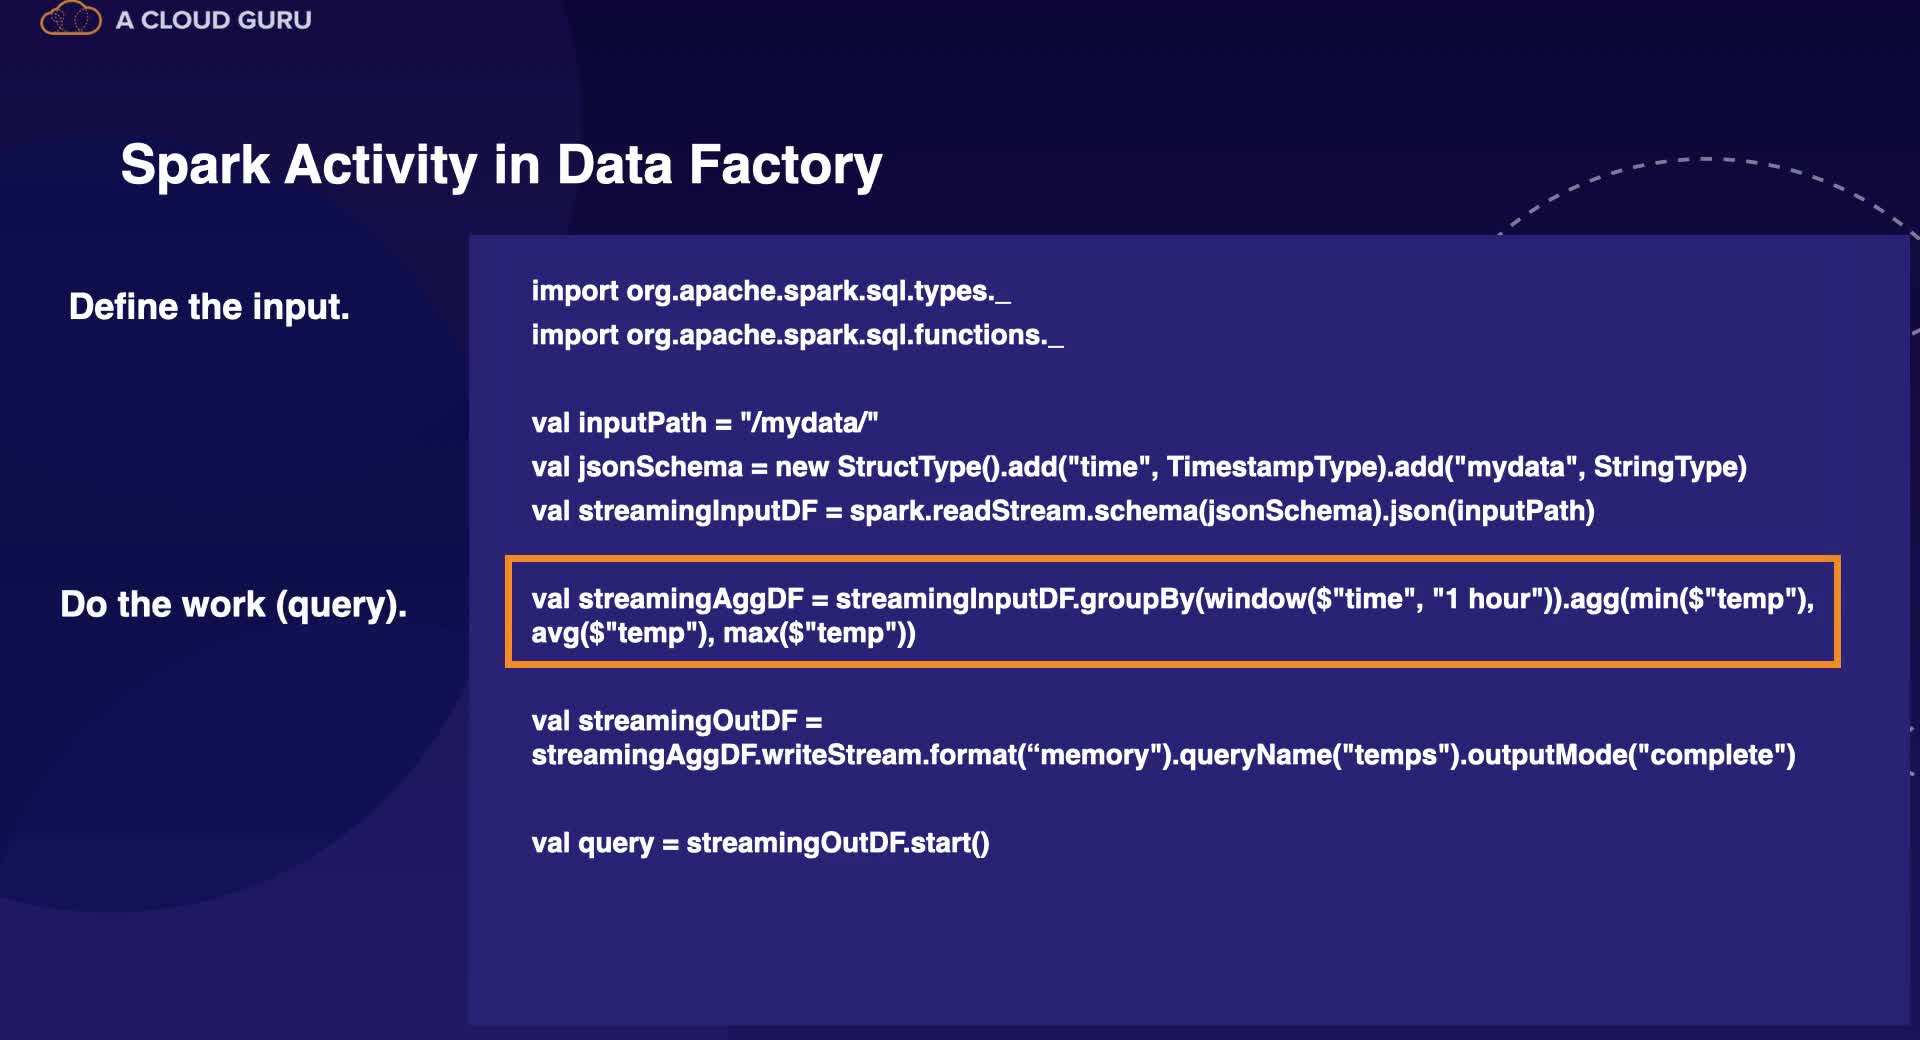 A CLOUD GURU
Spark Activity in Data Factory
Define the input.
import org.apache.spark.sql.types._
import org.apache.spark.sql.functions._
val inputPath = "/mydata/"
val jsonSchema = new StructType().add("time", TimestampType).add("mydata", StringType)
val streamingInputDF = spark.readStream.schema(jsonSchema).json(inputPath)
Do the work (query).
val streamingAggDF = streamingInputDF.groupBy(window($"time", "1 hour")).agg(min($"temp"),
avg($"temp"), max($"temp"))
val streamingOutDF =
streamingAggDF.writeStream.format(“memory").queryName("temps").outputMode("complete")
val query = streamingOutDF.start()